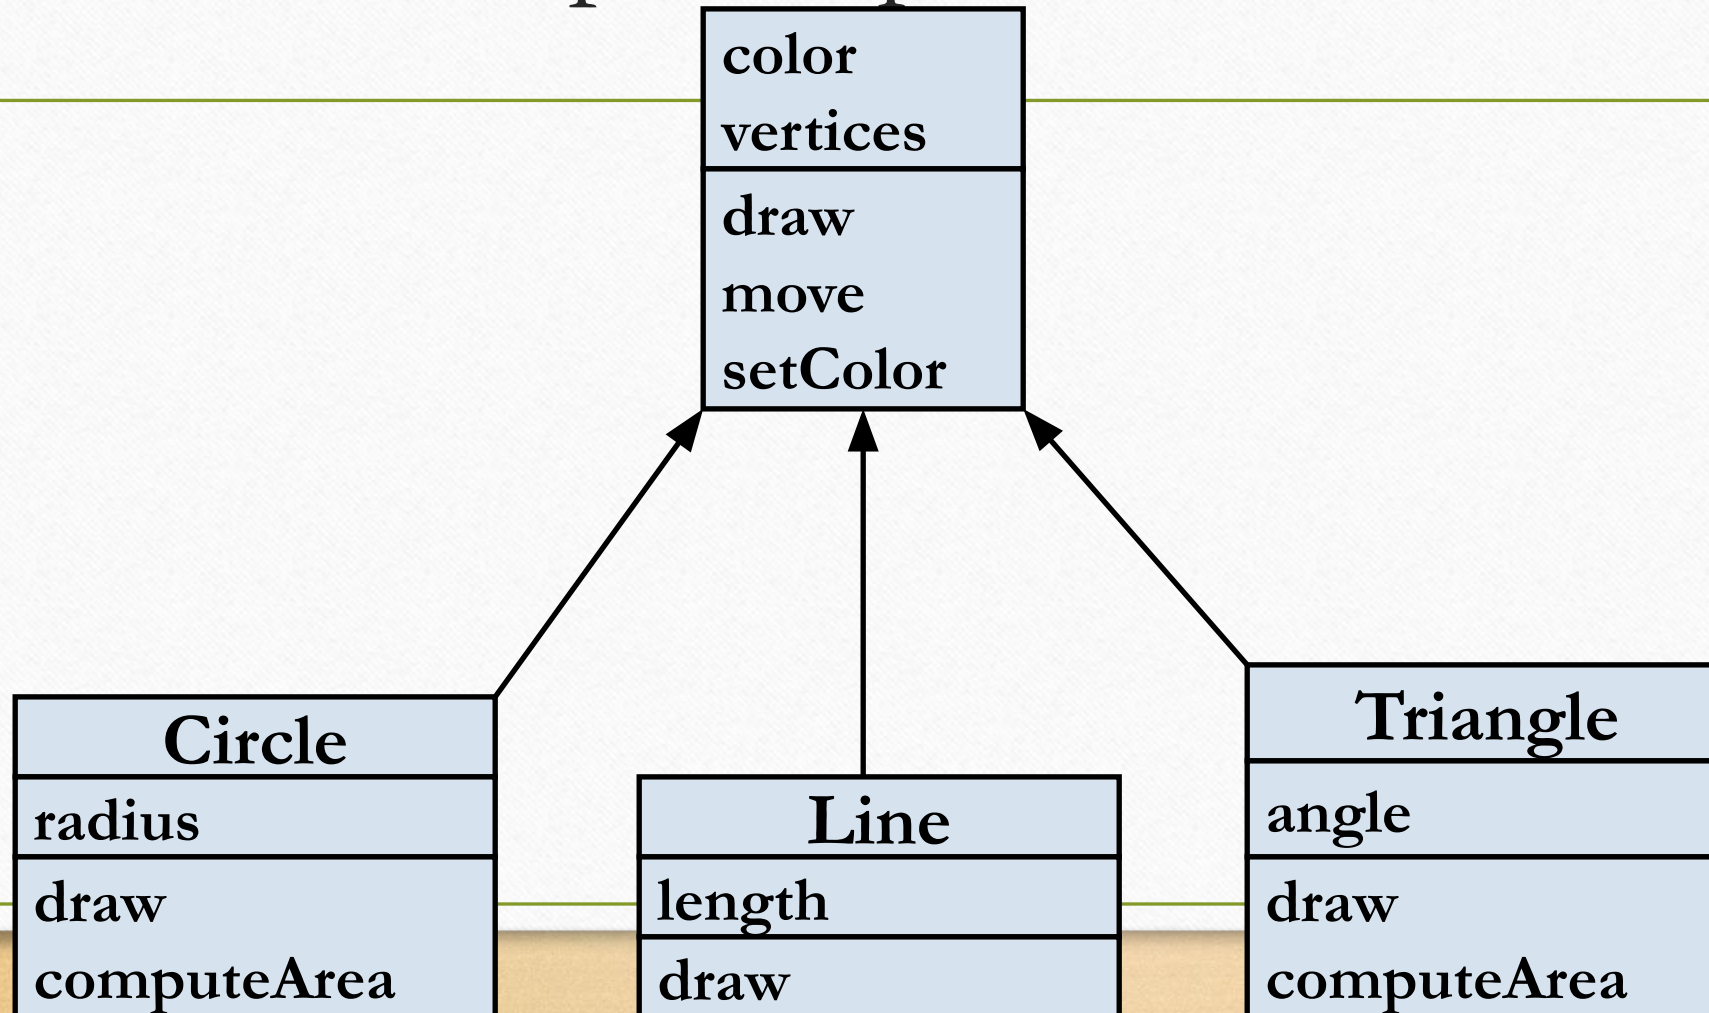 color
vertices
draw
move
setColor
Circle
radius
draw
computeArea
Line
length
draw
Triangle
angle
draw
computeArea